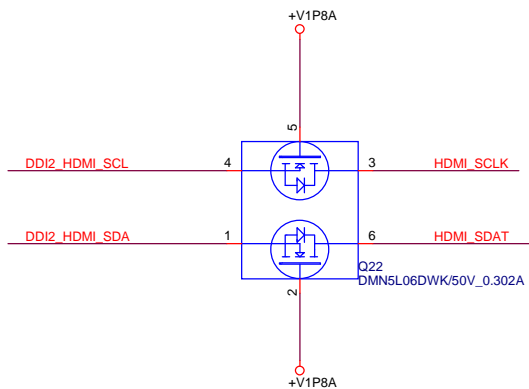 +V1P8A
5
DDI2_HDMI_SCL
4
3
HDMI_SCLK
DDI2_HDMI_SDA
1
6
HDMI_SDAT
Q22
DMN5L06DWK/50V_0.302A
2
+V1P8A